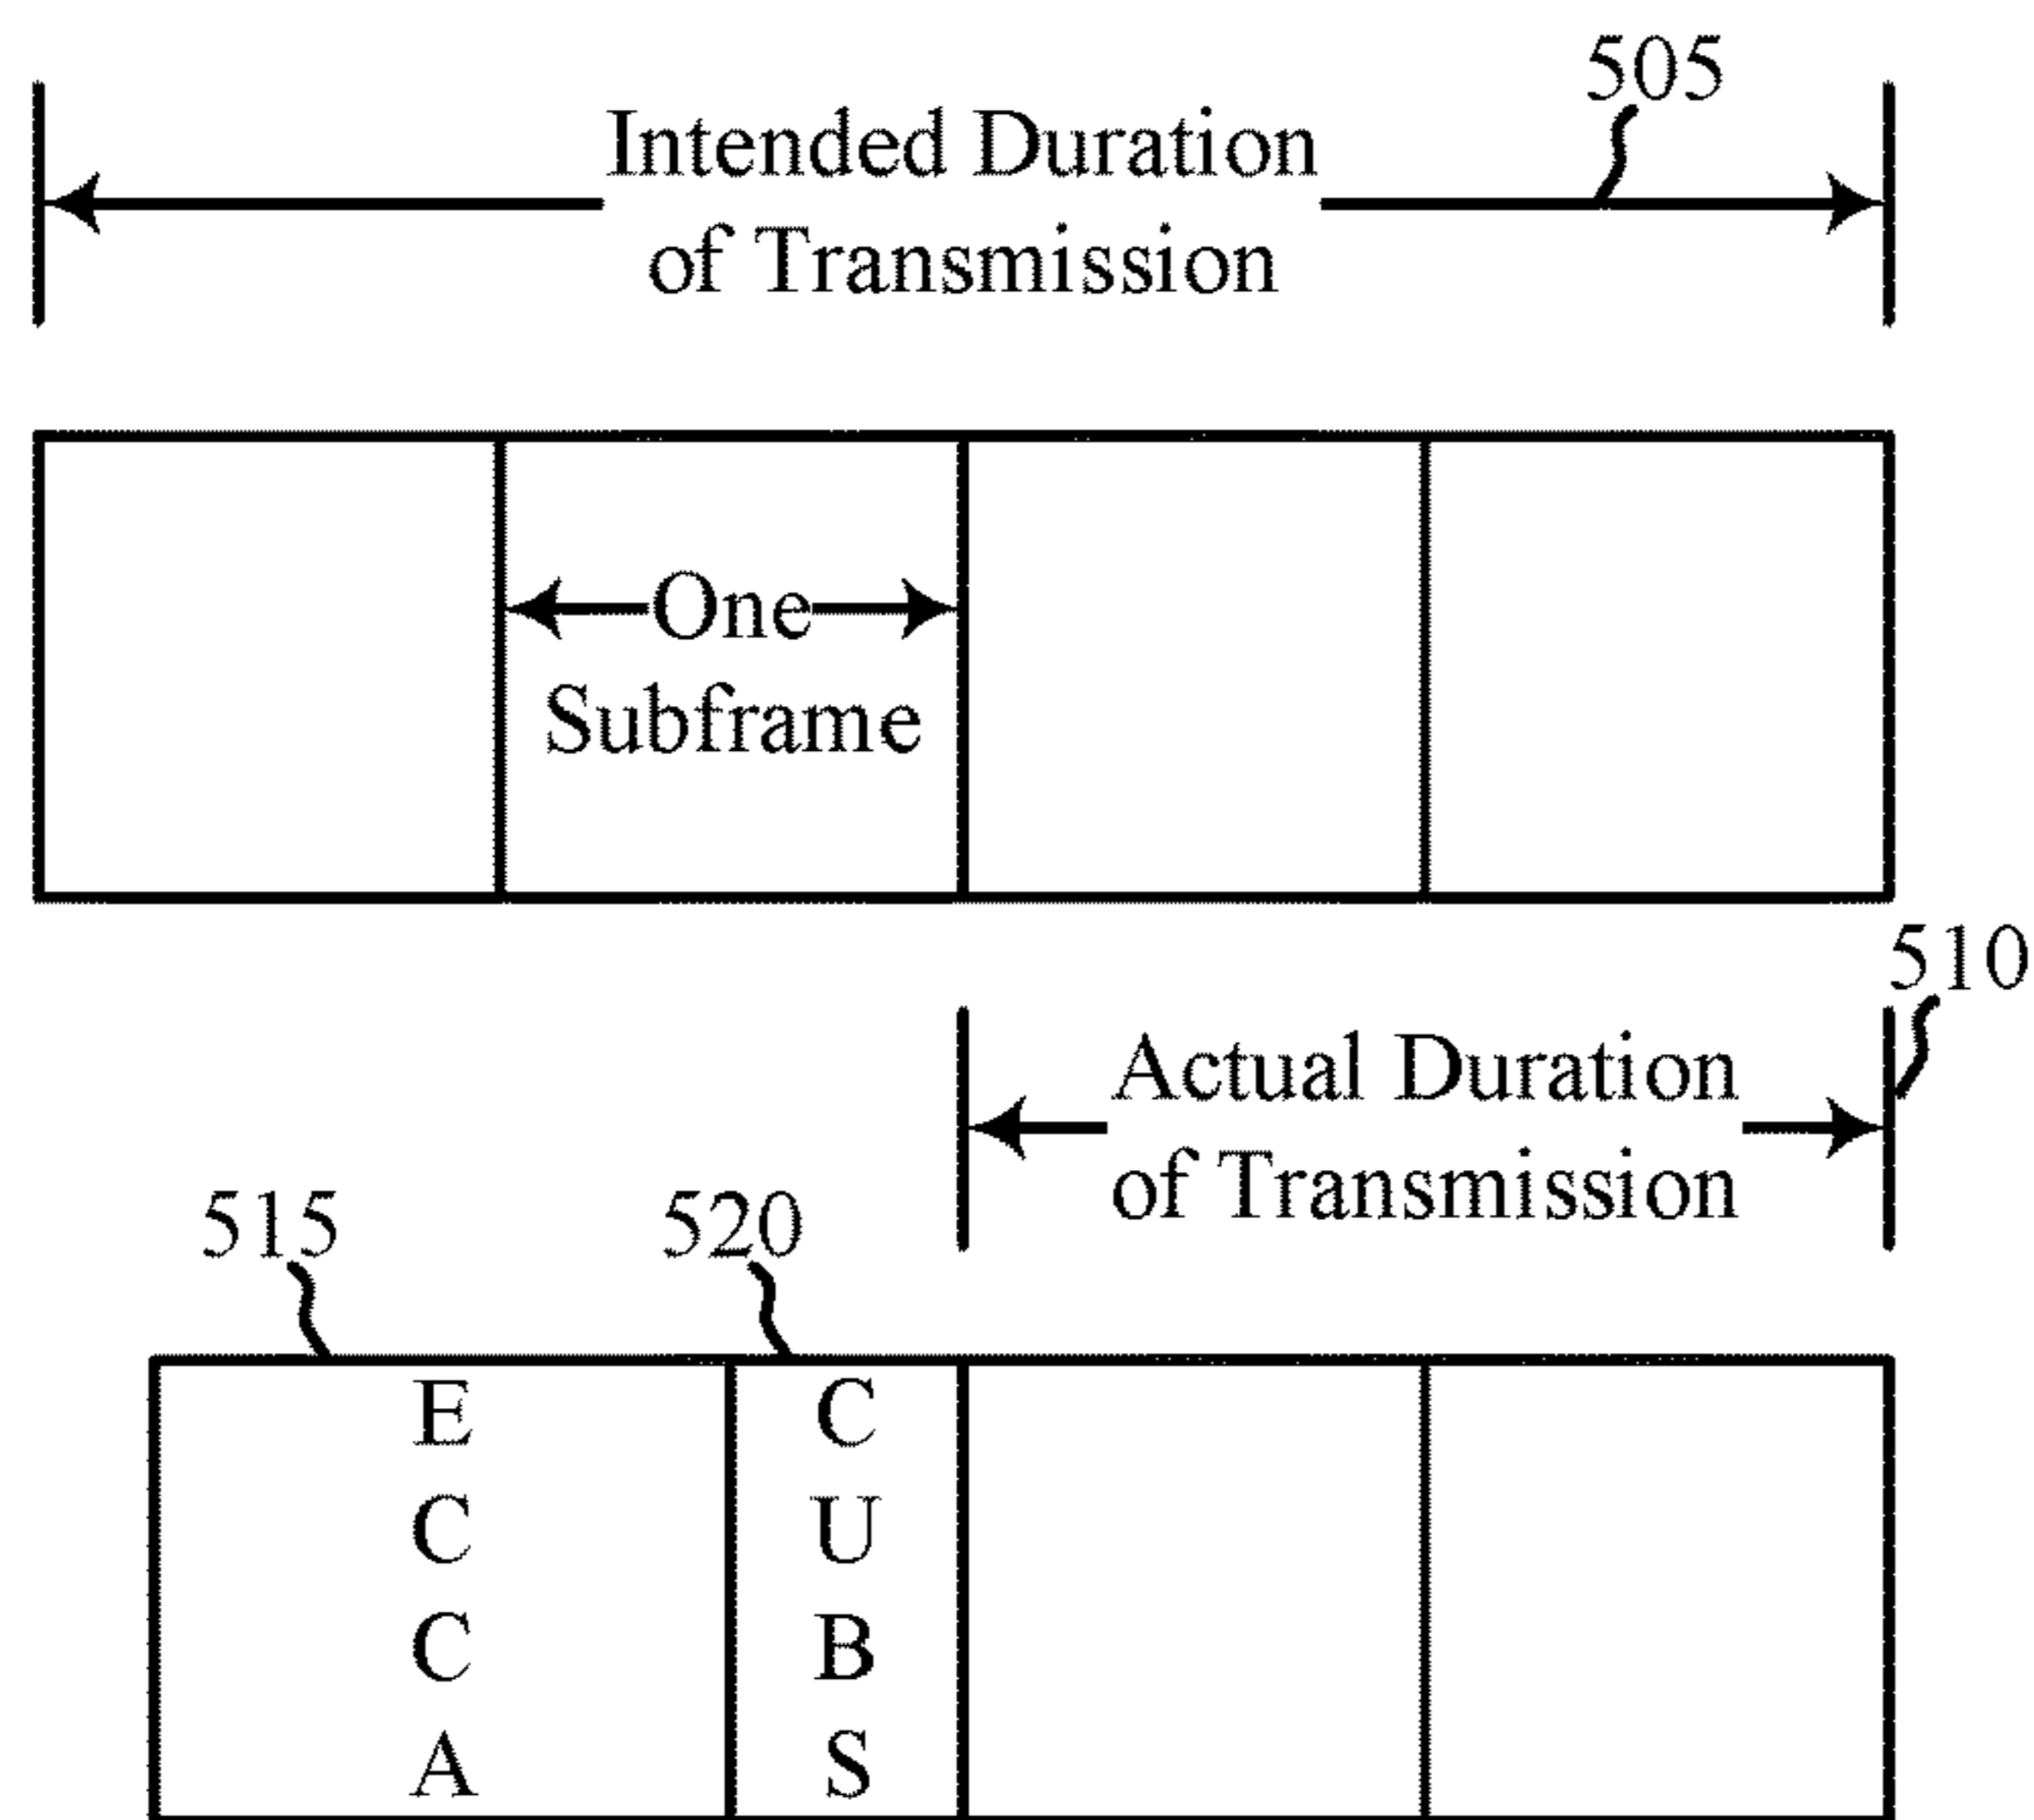 505
Intended Duration
of Transmission
One
Subframe
510
Actual Duration
of Transmission
515
520
E
C
C
A
C
U
B
S